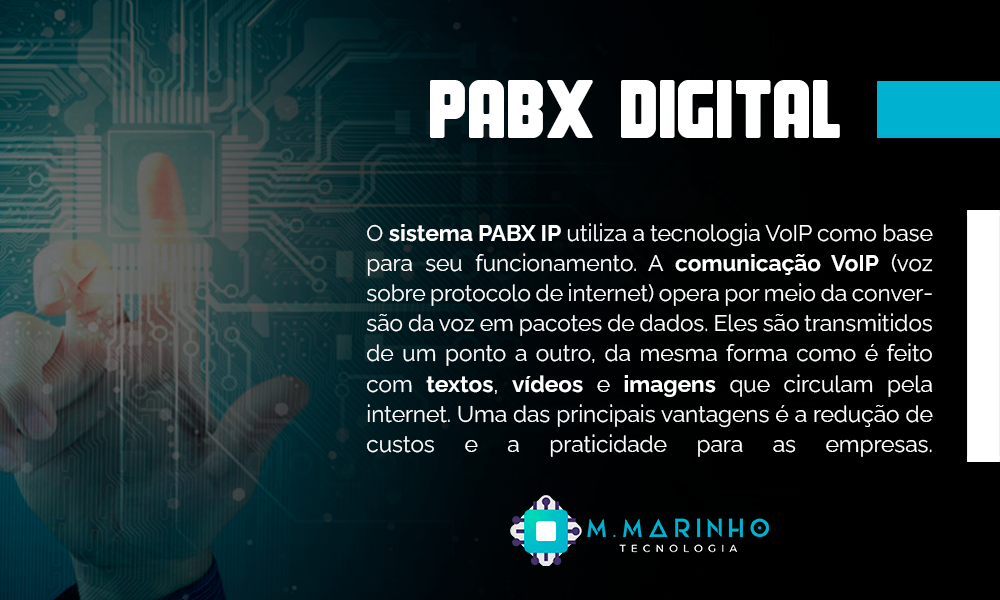 PABX DIGITAL
O sistema PABX IP utiliza a tecnologia VoIP como base
para seu funcionamento. A comunicação VoIP (voz
sobre protocolo de internet) opera por meio da conver-
são da voz em pacotes de dados. Eles são transmitidos
de um ponto a outro, da mesma forma como é feito
com textos, vídeos e imagens que circulam pela
internet. Uma das principais vantagens é a redução de
custos e a praticidade para as empresas.
M.MARINHO
TECNOLOGIA